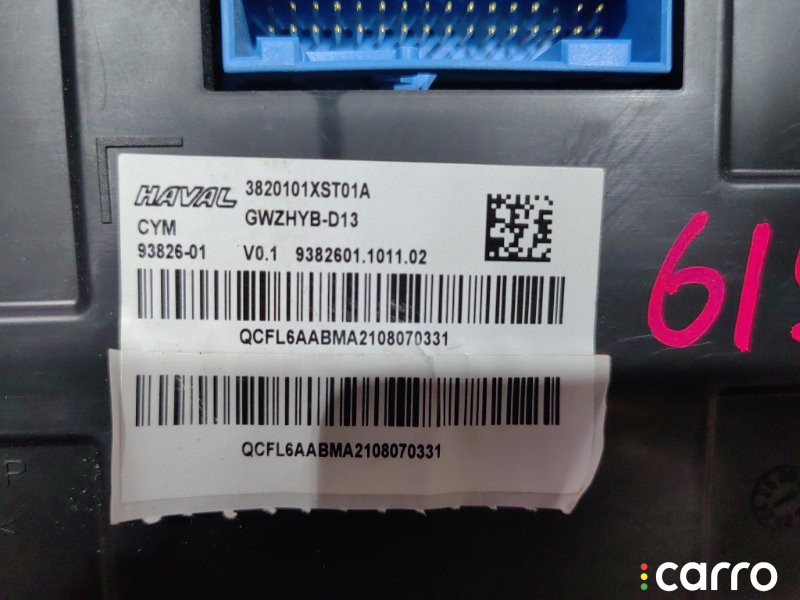 HAVAL 3820101XST01A
CYM GWZHYB-D13
93826-01 V0.1 9382601.1011.02
QCFL6AABMA2108070331
QCFL6AABMA2108070331
P
carro